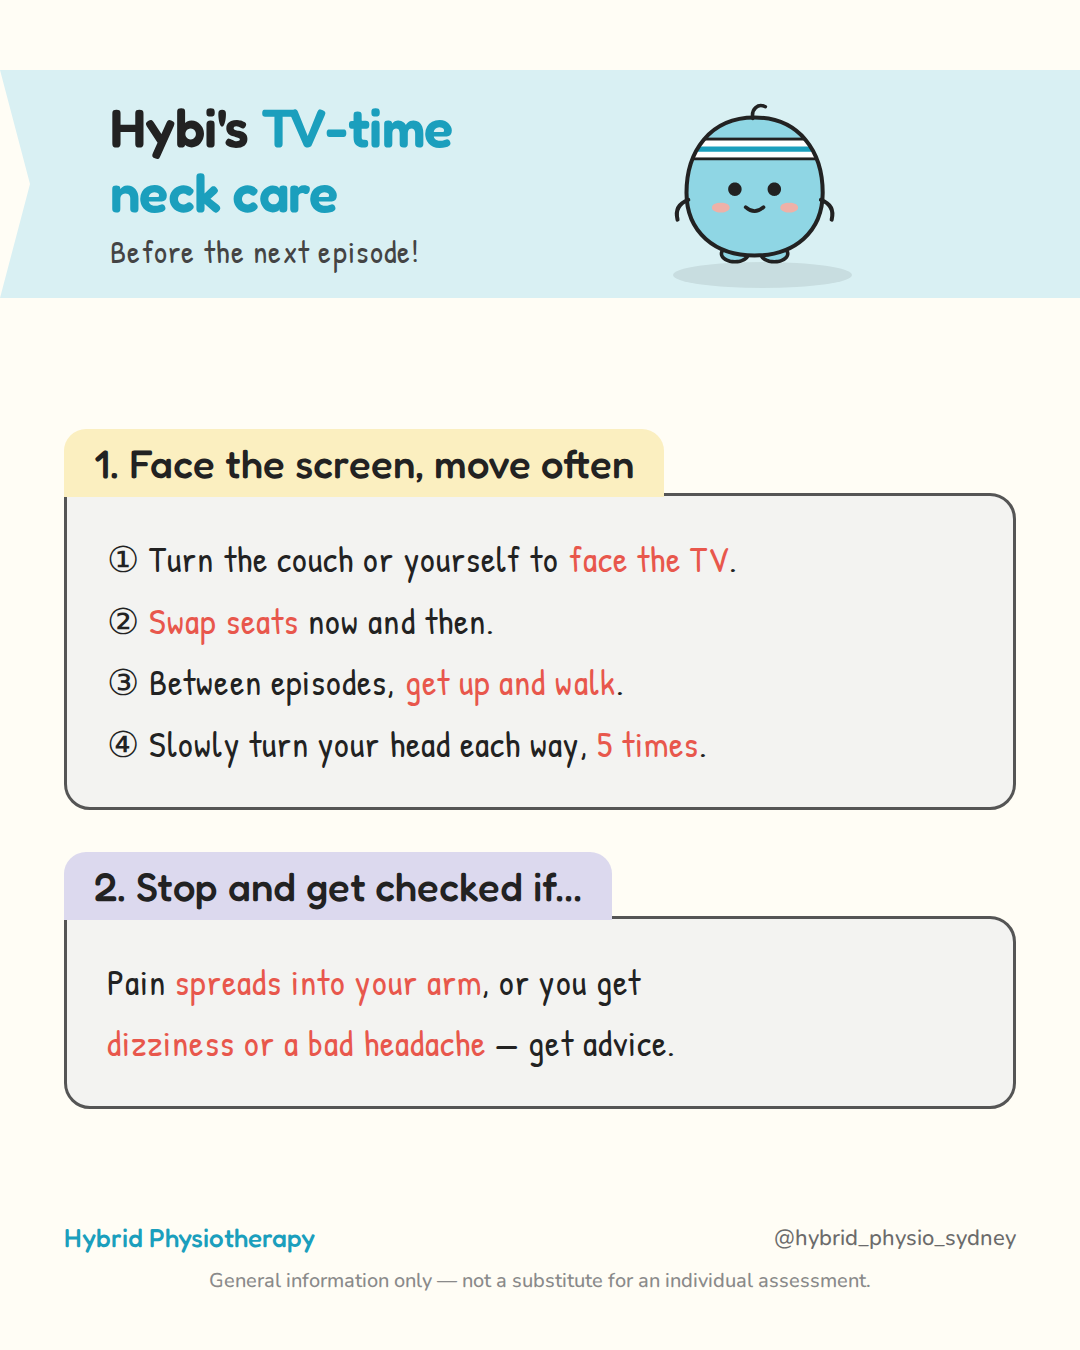 Hybi's TV-time
neck care
Before the next episode!
1. Face the screen, move often
① Turn the couch or yourself to face the TV.
② Swap seats now and then.
③ Between episodes, get up and walk.
④ Slowly turn your head each way, 5 times.
2. Stop and get checked if...
Pain spreads into your arm, or you get
dizziness or a bad headache — get advice.
Hybrid Physiotherapy
@hybrid_physio_sydney
General information only — not a substitute for an individual assessment.